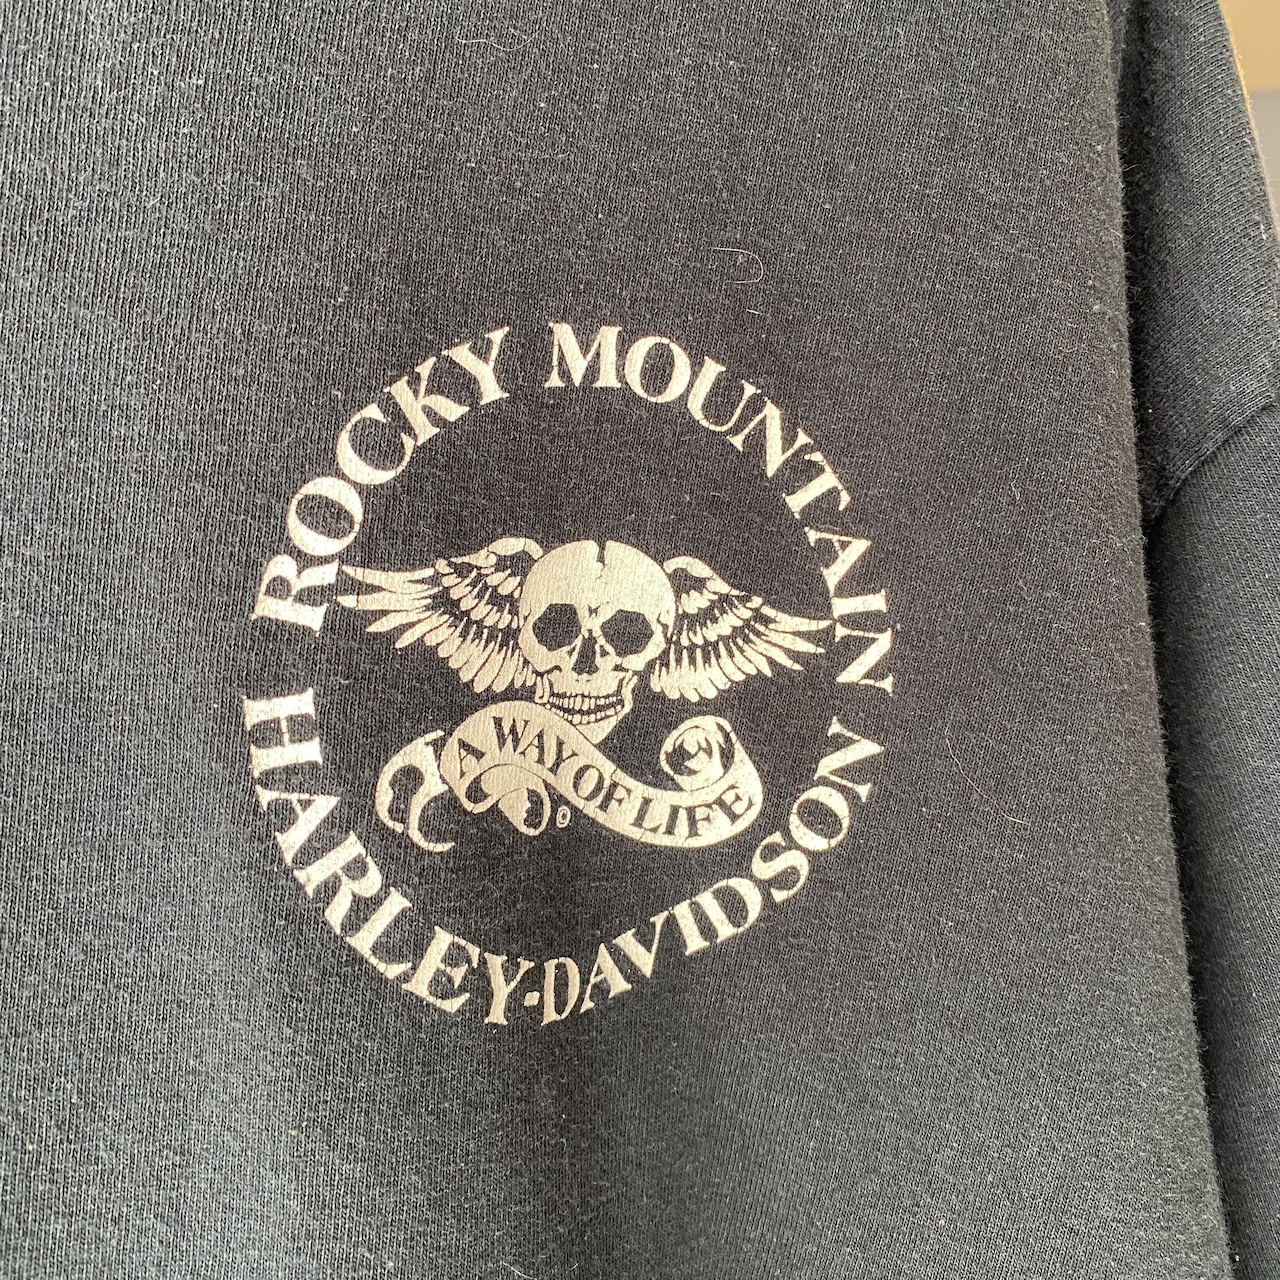 ROCKY MOUNTAIN
A WAY OF LIFE
©
HARLEY-DAVIDSON